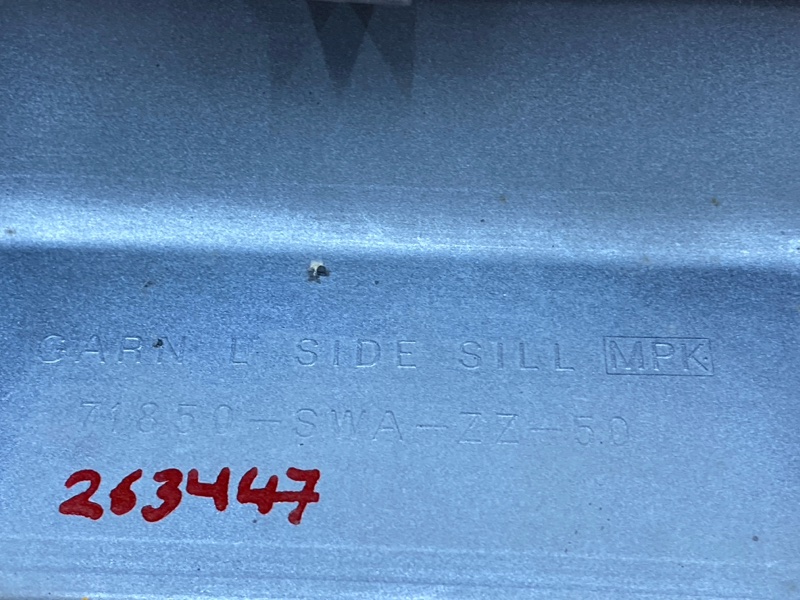 GARN L SIDE SILL MPK
71850-SWA-ZZ-50
263447